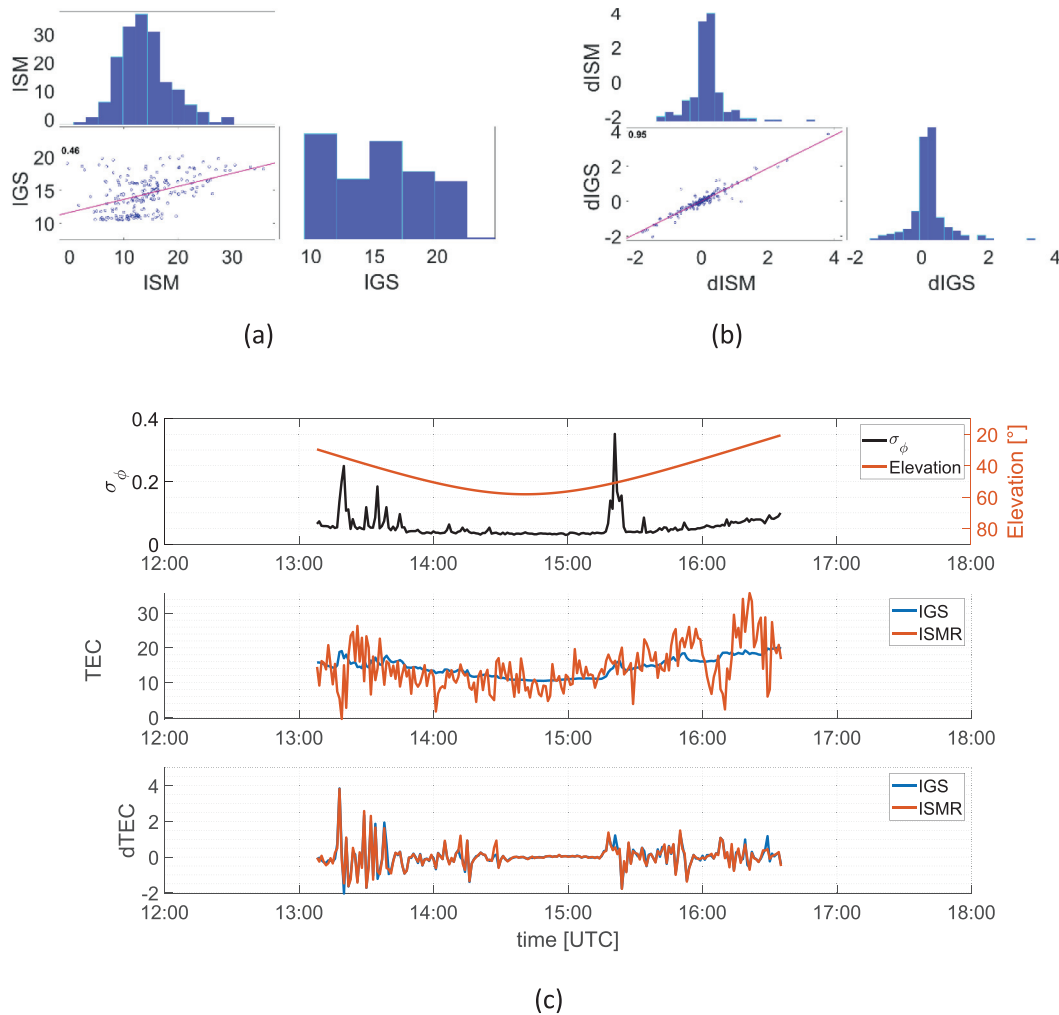 30
20
10
0
ISM
0.46
20
15
10
IGS
0 10 20 30
ISM
10 15 20
IGS
(a)
4
2
0
-2
dISM
0.95
4
2
0
-2
dIGS
-2 0 2 4
dISM
-2 0 2 4
dIGS
(b)
0.4
0.2
0
σϕ
σϕ
Elevation
20
40
60
80
Elevation [°]
12:00 13:00 14:00 15:00 16:00 17:00 18:00
30
20
10
0
TEC
IGS
ISMR
12:00 13:00 14:00 15:00 16:00 17:00 18:00
4
2
0
-2
dTEC
IGS
ISMR
12:00 13:00 14:00 15:00 16:00 17:00 18:00
time [UTC]
(c)